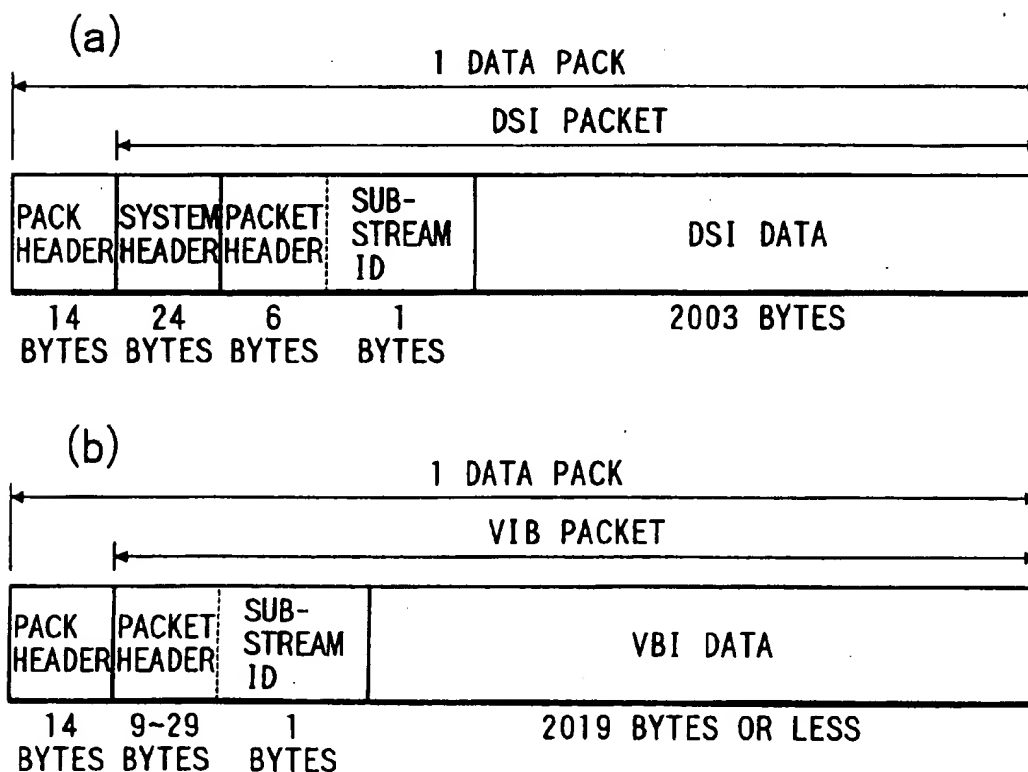 (a)
1 DATA PACK
DSI PACKET
PACK HEADER
SYSTEM HEADER
PACKET HEADER
SUB-
STREAM
ID
DSI DATA
14 BYTES
24 BYTES
6 BYTES
1 BYTES
2003 BYTES
(b)
1 DATA PACK
VIB PACKET
PACK HEADER
PACKET HEADER
SUB-
STREAM
ID
VBI DATA
14 BYTES
9~29 BYTES
1 BYTES
2019 BYTES OR LESS